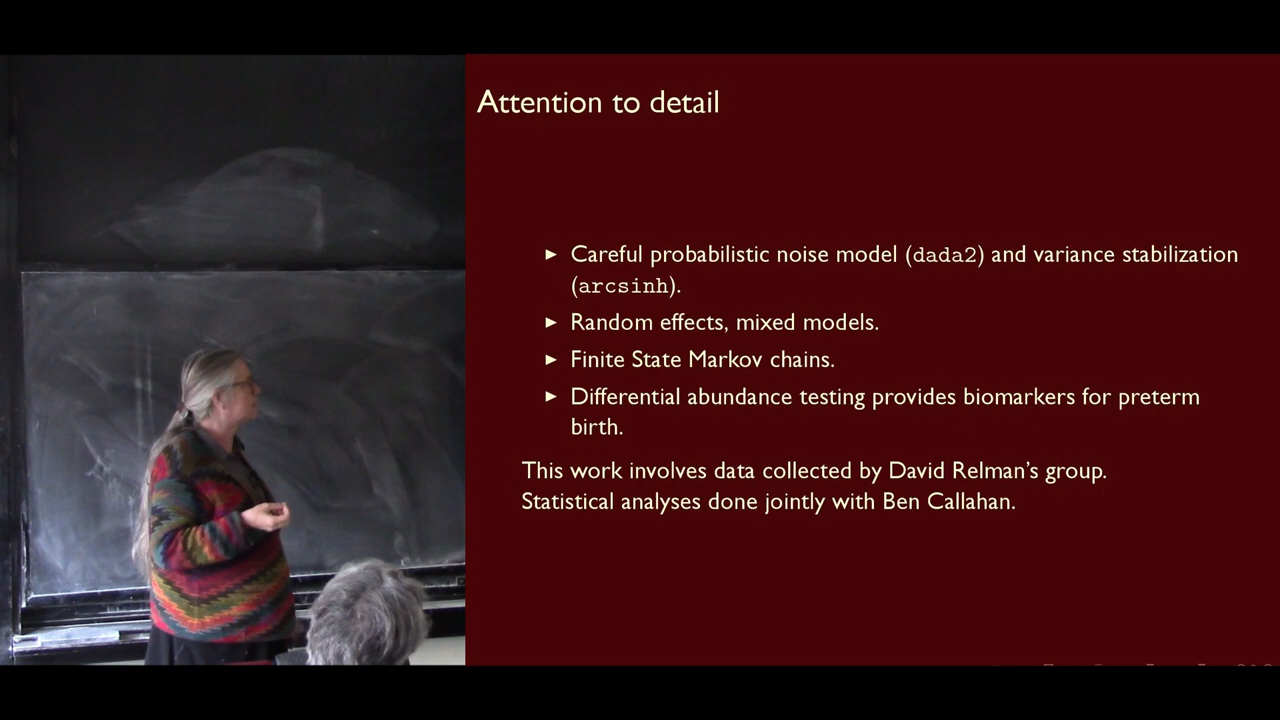 Attention to detail
▸ Careful probabilistic noise model (dada2) and variance stabilization
(arcsinh).
▸ Random effects, mixed models.
▸ Finite State Markov chains.
▸ Differential abundance testing provides biomarkers for preterm
birth.
This work involves data collected by David Relman's group.
Statistical analyses done jointly with Ben Callahan.